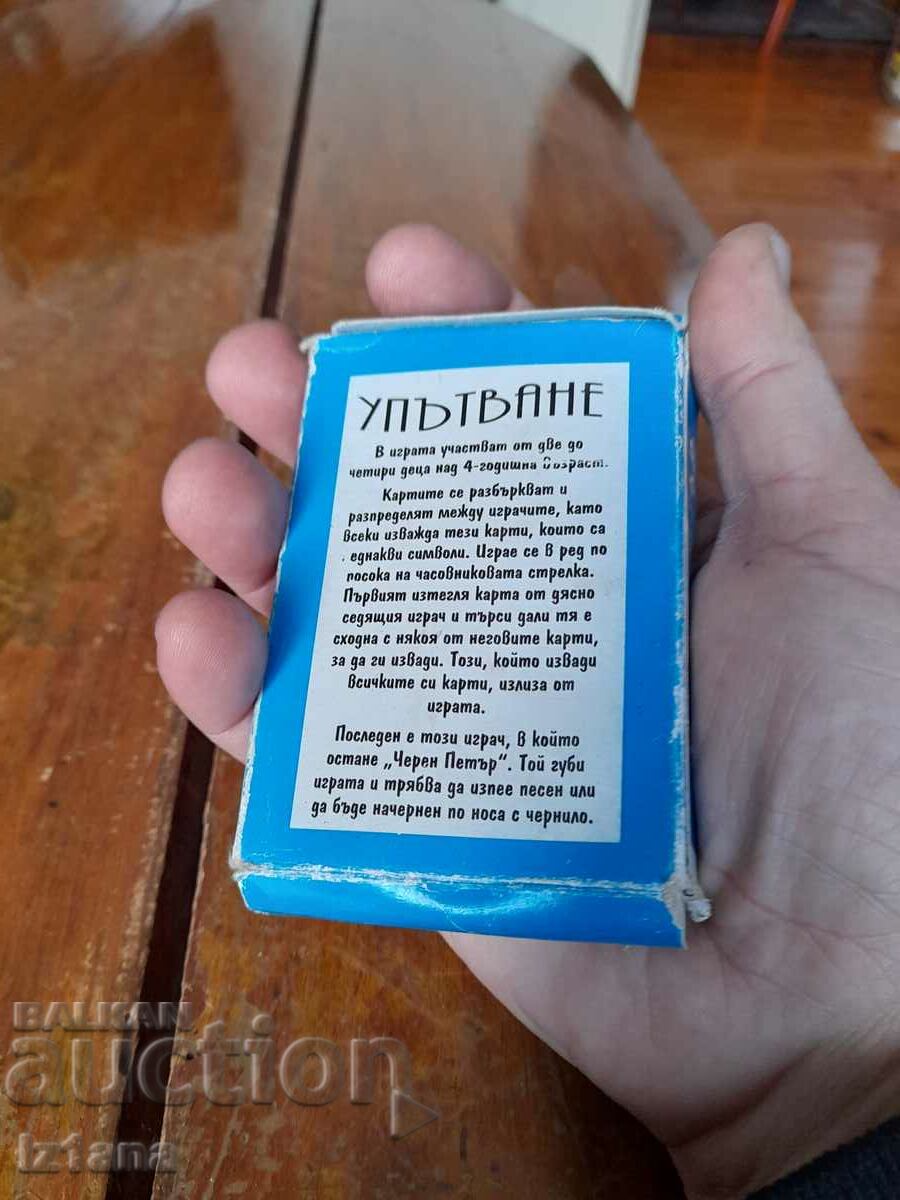 УПЪТВАНЕ
В играта участват от две до
четири деца над 4-годишна възраст.
Картите се разбъркват и
разпределят между играчите, като
всеки изважда тези карти, които са
еднакви символи. Играе се в ред по
посока на часовниковата стрелка.
Първият изтегля карта от дясно
седящия играч и търси дали тя е
сходна с някоя от неговите карти,
за да ги извади. Този, който извади
всичките си карти, излиза от
играта.
Последен е този играч, в който
остане „Черен Петър“. Той губи
играта и трябва да изпее песен или
да бъде начернен по носа с чернило.
BALKAN
auction
iz1ana